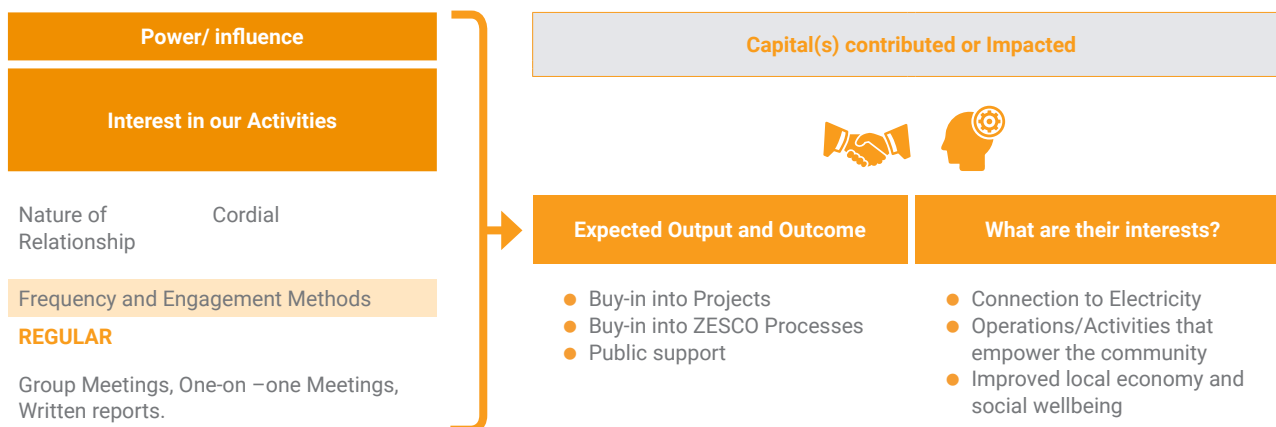 Power/ influence
Interest in our Activities
Nature of Relationship
Cordial
Frequency and Engagement Methods
REGULAR
Group Meetings, One-on –one Meetings,
Written reports.
Capital(s) contributed or Impacted
Expected Output and Outcome
Buy-in into Projects
Buy-in into ZESCO Processes
Public support
What are their interests?
Connection to Electricity
Operations/Activities that
empower the community
Improved local economy and
social wellbeing